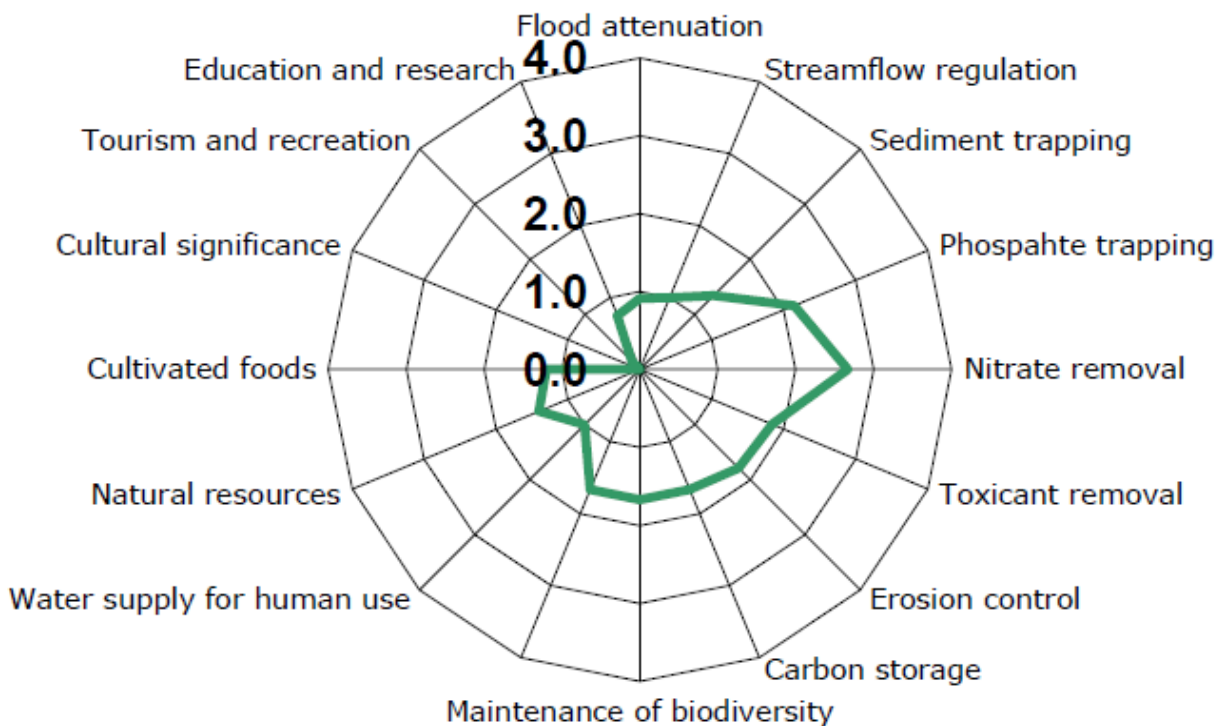 Flood attenuation
Streamflow regulation
Sediment trapping
Phospahte trapping
Nitrate removal
Toxicant removal
Erosion control
Carbon storage
Maintenance of biodiversity
Water supply for human use
Natural resources
Cultivated foods
Cultural significance
Tourism and recreation
Education and research
4.0
3.0
2.0
1.0
0.0